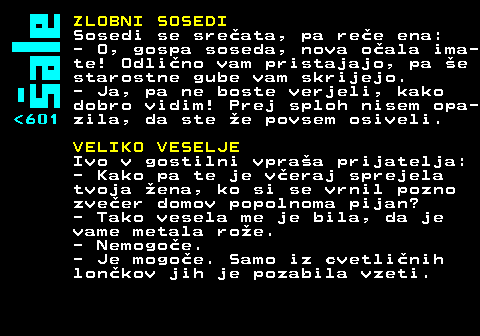 Šale
<601
ZLOBNI SOSEDI
Sosedi se srečata, pa reče ena:
- O, gospa soseda, nova očala ima-
te! Odlično vam pristajajo, pa še
starostne gube vam skrijejo.
- Ja, pa ne boste verjeli, kako
dobro vidim! Prej sploh nisem opa-
zila, da ste že povsem osiveli.
VELIKO VESELJE
Ivo v gostilni vpraša prijatelja:
- Kako pa te je včeraj sprejela
tvoja žena, ko si se vrnil pozno
zvečer domov popolnoma pijan?
- Tako vesela me je bila, da je
vame metala rože.
- Nemogoče.
- Je mogoče. Samo iz cvetličnih
lončkov jih je pozabila vzeti.